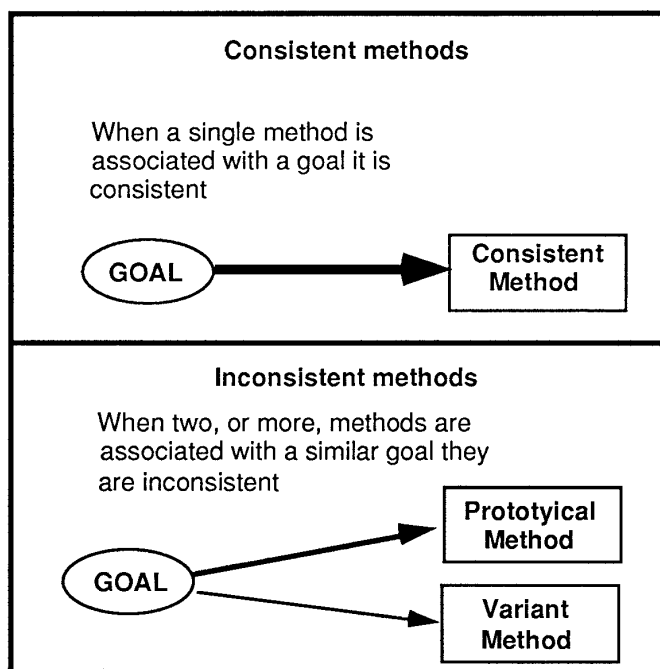 Consistent methods
When a single method is
associated with a goal it is
consistent
GOAL
Consistent
Method
Inconsistent methods
When two, or more, methods are
associated with a similar goal they
are inconsistent
GOAL
Prototyical
Method
Variant
Method